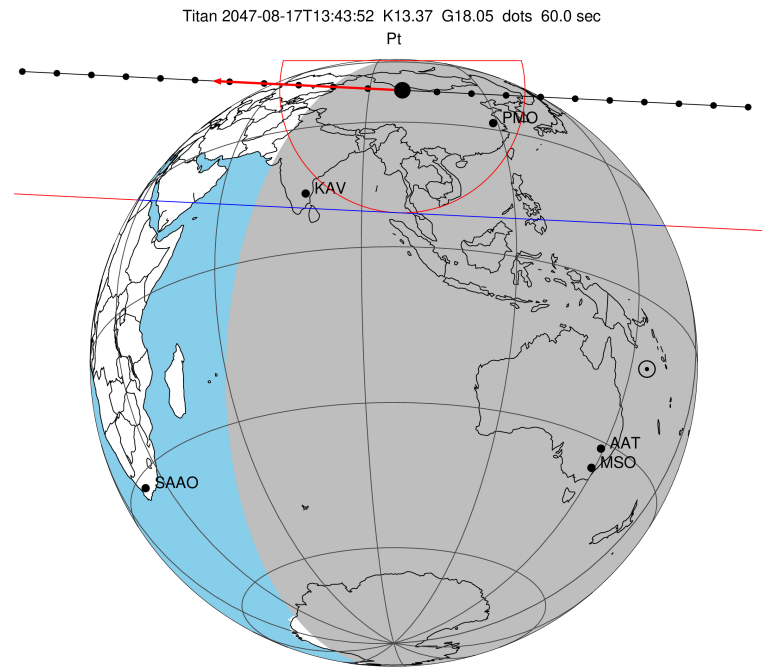 Titan 2047-08-17T13:43:52 K13.37 G18.05 dots 60.0 sec
Pt
PMO
KAV
AAT
MSO
SAAO